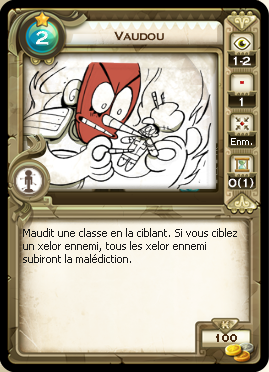 2
VAUDOU
1-2
1
Enm.
0(1)
Maudit une classe en la ciblant. Si vous ciblez
un xelor ennemi, tous les xelor ennemi
subiront la malédiction.
K
100